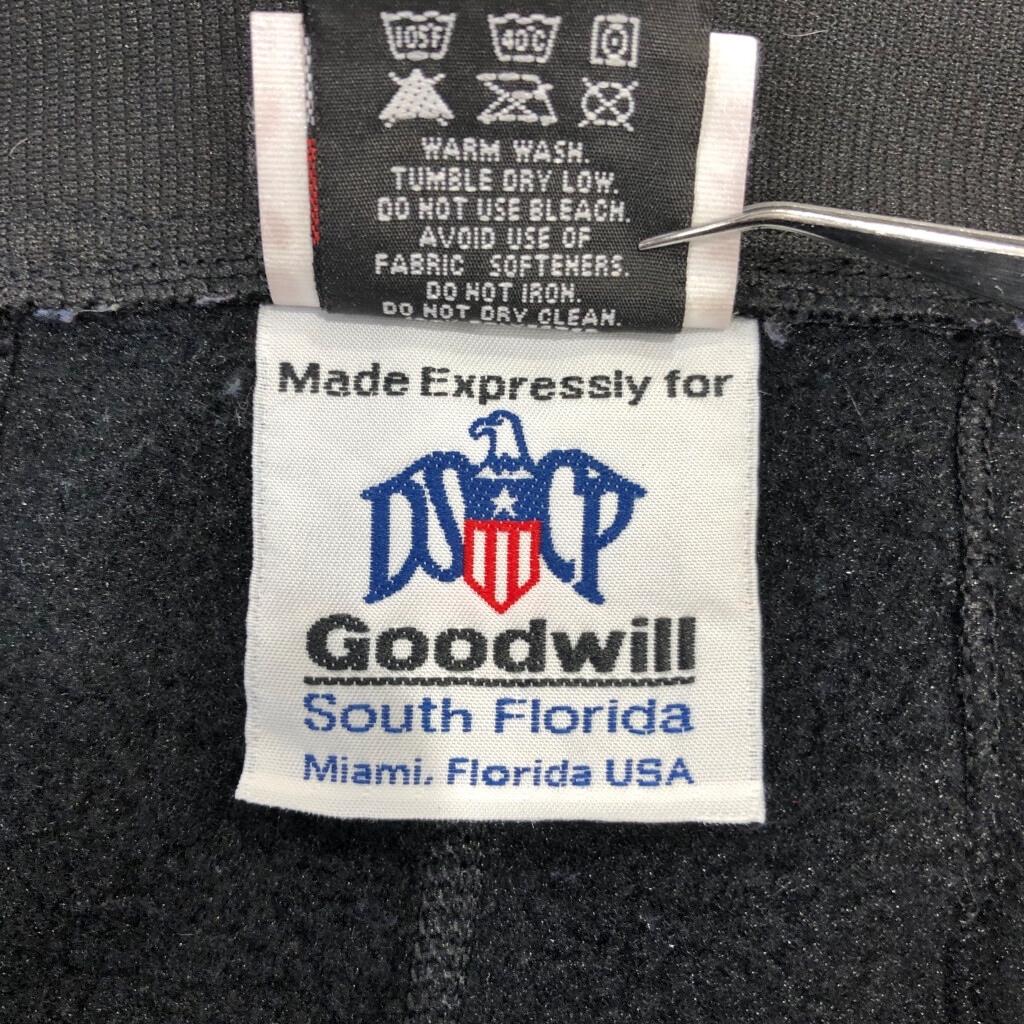 105F 40C
WARM WASH.
TUMBLE DRY LOW.
DO NOT USE BLEACH.
AVOID USE OF
FABRIC SOFTENERS.
DO NOT IRON.
DO NOT DRY CLEAN.
Made Expressly for
DSCP
Goodwill
South Florida
Miami, Florida USA